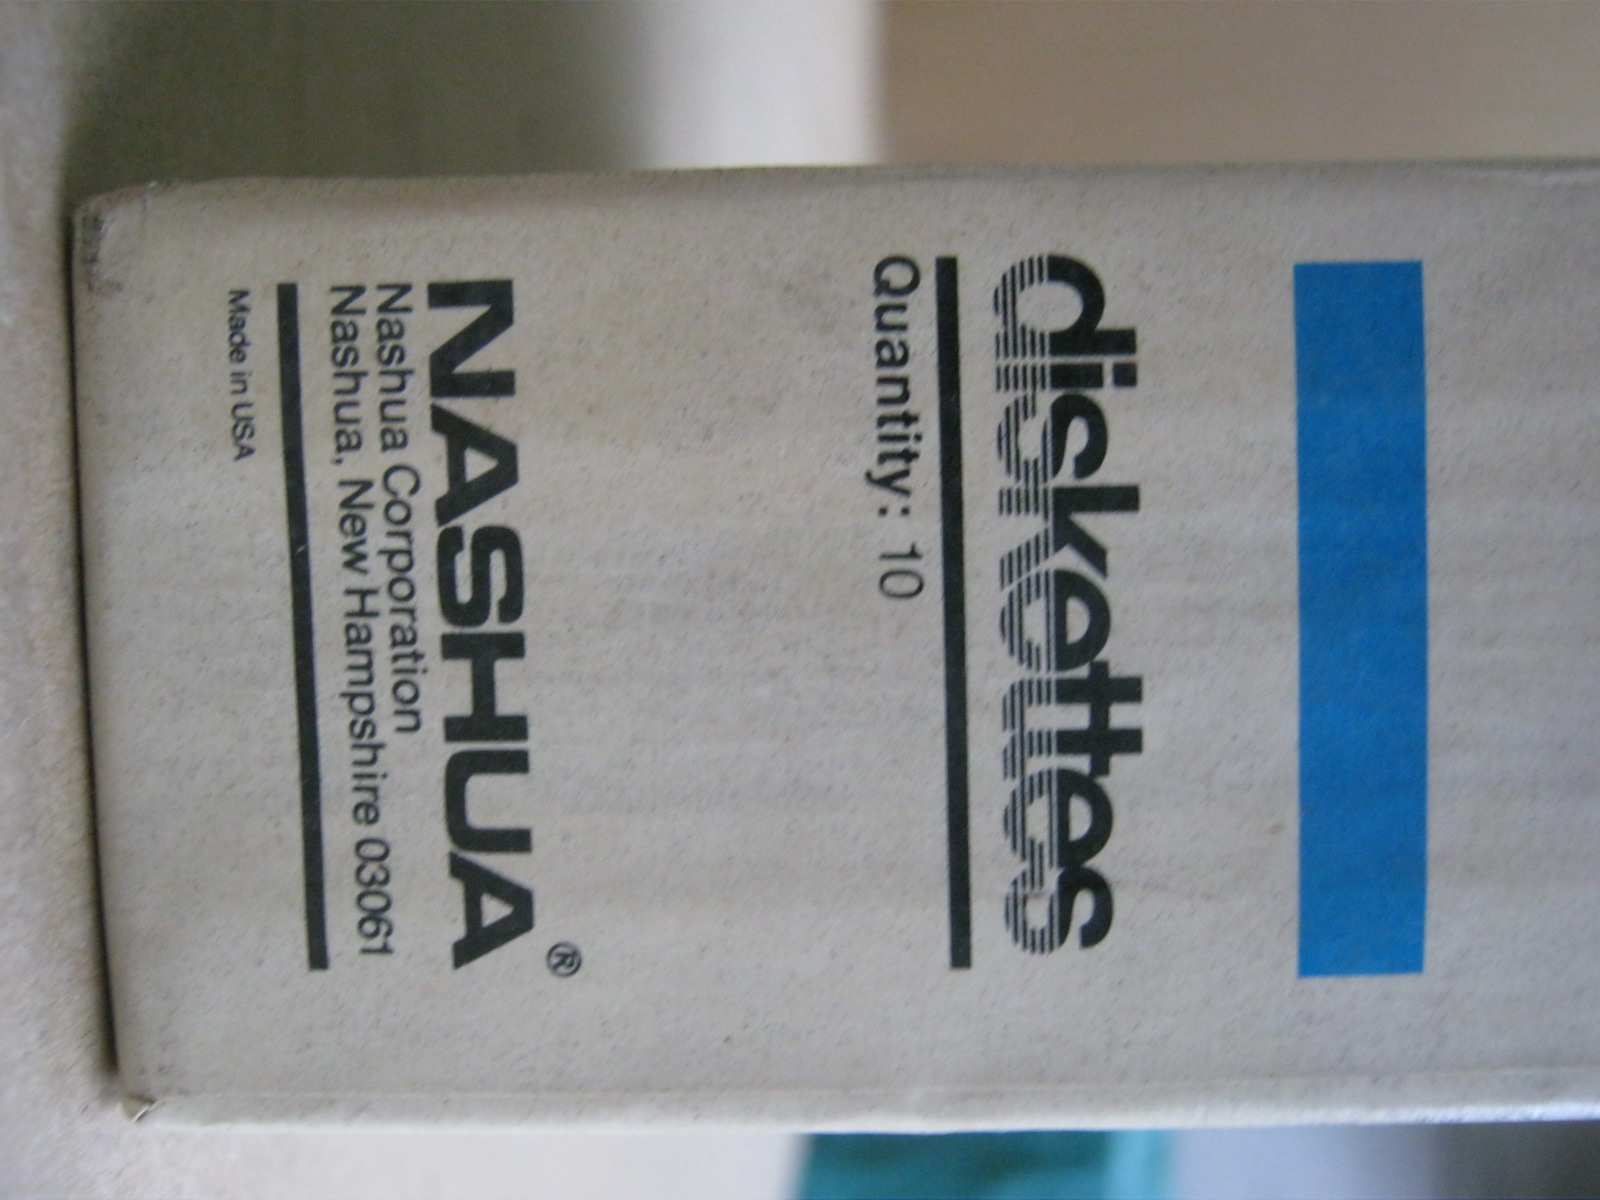 diskettes
Quantity: 10
NASHUA®
Nashua Corporation
Nashua, New Hampshire 03061
Made in USA